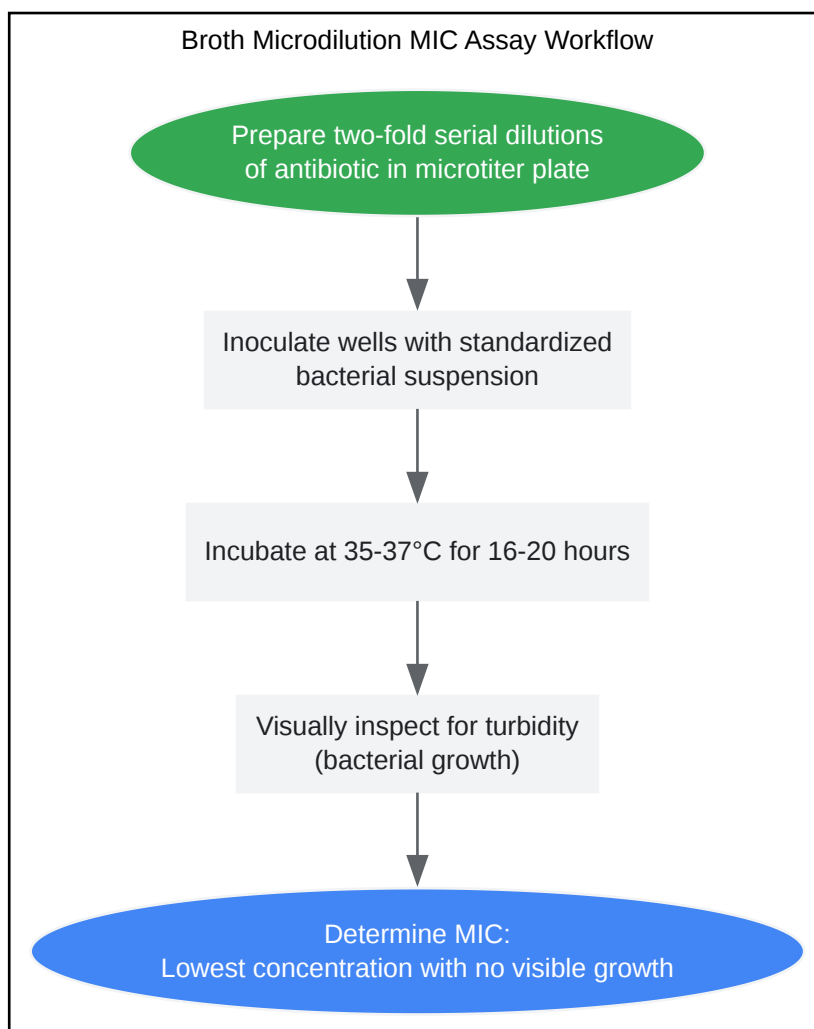 Broth Microdilution MIC Assay Workflow
Prepare two-fold serial dilutions
of antibiotic in microtiter plate
Inoculate wells with standardized
bacterial suspension
Incubate at 35-37°C for 16-20 hours
Visually inspect for turbidity
(bacterial growth)
Determine MIC:
Lowest concentration with no visible growth